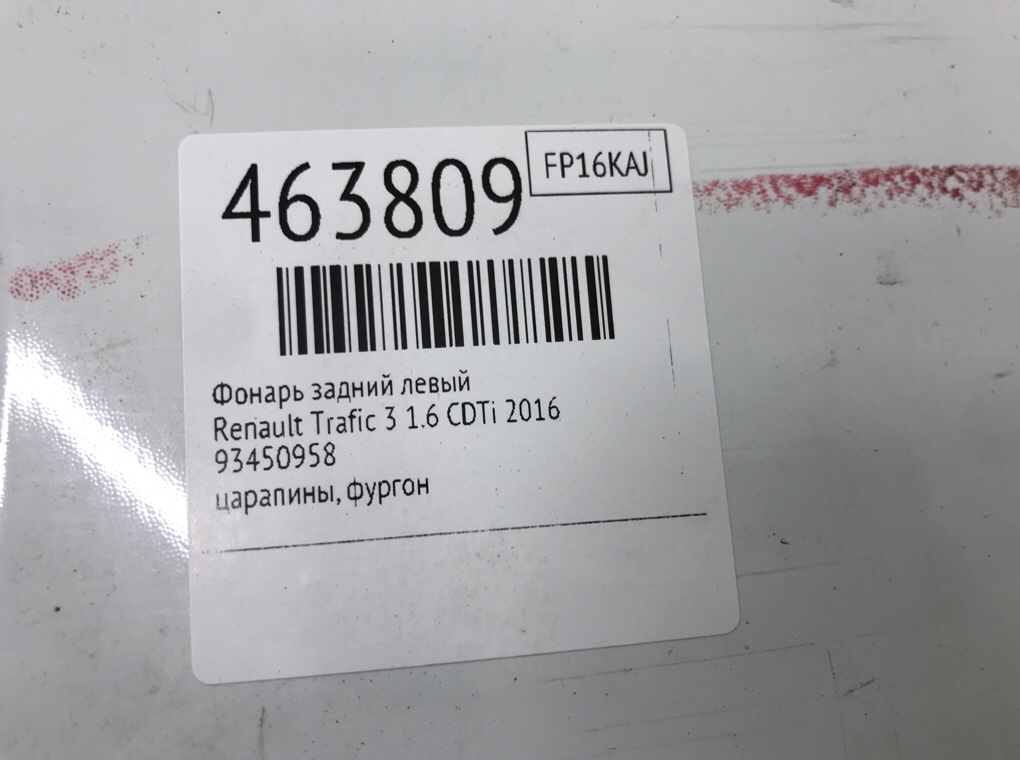 463809
FP16KAJ
Фонарь задний левый
Renault Trafic 3 1.6 CDTi 2016
93450958
царапины, фургон